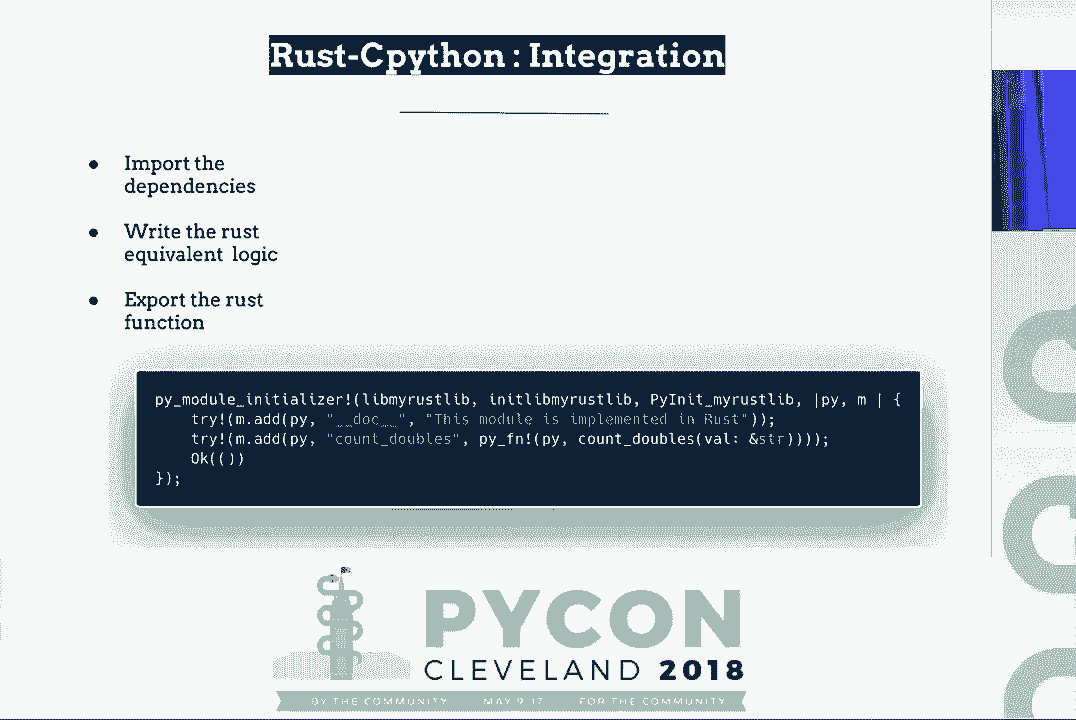 Rust-Cpython : Integration
● Import the
dependencies
● Write the rust
equivalent logic
● Export the rust
function
py_module_initializer!(libmyrustlib, initlibmyrustlib, PyInit_myrustlib, |py, m | {
    try!(m.add(py, "__doc__", "This module is implemented in Rust"));
    try!(m.add(py, "count_doubles", py_fn!(py, count_doubles(val: &str))));
    Ok(())
});
PYCON
CLEVELAND 2018
BY THE COMMUNITY MAY 9-17 FOR THE COMMUNITY